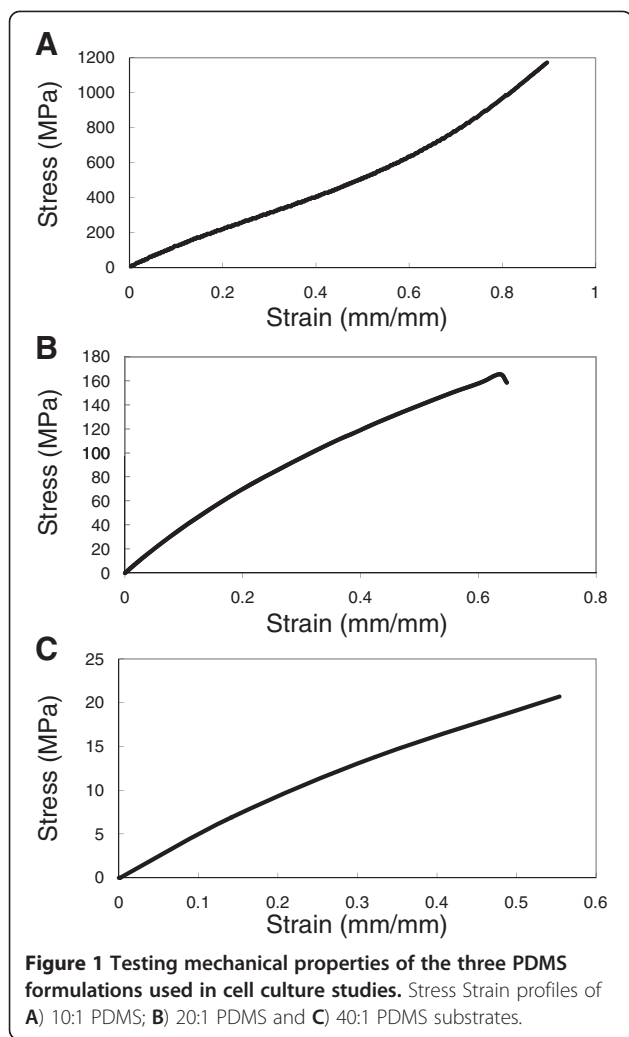 A
Stress (MPa)
1200
1000
800
600
400
200
0
0 0.2 0.4 0.6 0.8 1
Strain (mm/mm)
B
Stress (MPa)
180
160
140
120
100
80
60
40
20
0
0 0.2 0.4 0.6 0.8
Strain (mm/mm)
C
Stress (MPa)
25
20
15
10
5
0
0 0.1 0.2 0.3 0.4 0.5 0.6
Strain (mm/mm)
Figure 1 Testing mechanical properties of the three PDMS
formulations used in cell culture studies. Stress Strain profiles of
A) 10:1 PDMS; B) 20:1 PDMS and C) 40:1 PDMS substrates.